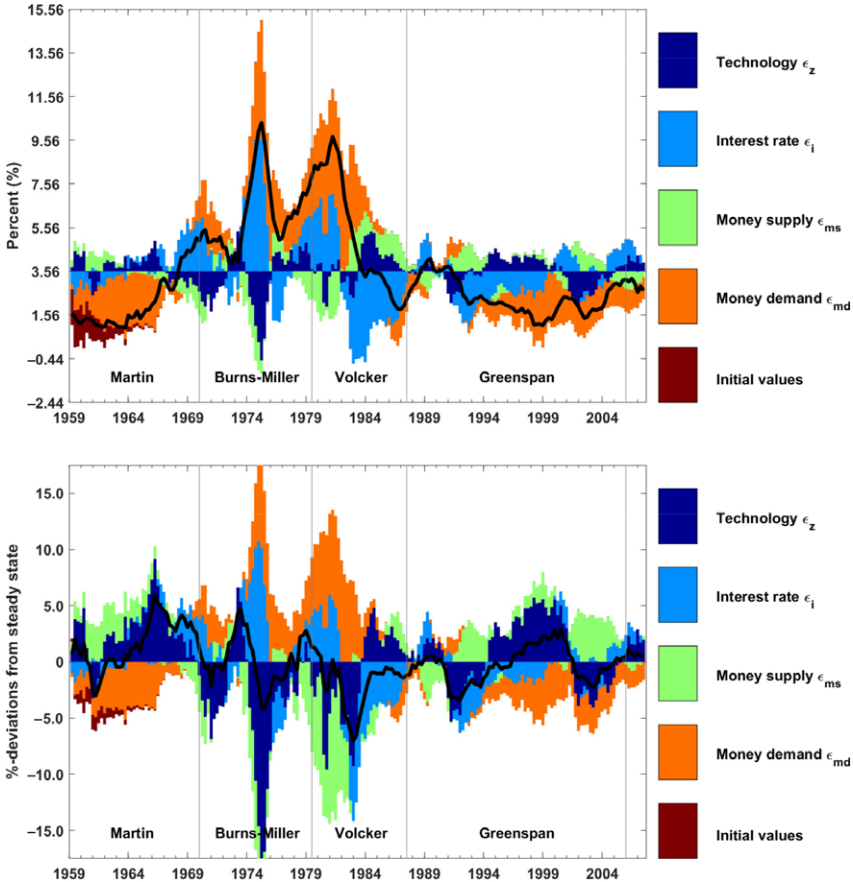 15.56
13.56
11.56
9.56
7.56
5.56
3.56
1.56
−0.44
−2.44
Percent (%)
Martin Burns-Miller Volcker Greenspan
1959 1964 1969 1974 1979 1984 1989 1994 1999 2004
Technology ϵz
Interest rate ϵi
Money supply ϵms
Money demand ϵmd
Initial values
15.0
10.0
5.0
0
−5.0
−10.0
−15.0
%-deviations from steady state
Martin Burns-Miller Volcker Greenspan
1959 1964 1969 1974 1979 1984 1989 1994 1999 2004
Technology ϵz
Interest rate ϵi
Money supply ϵms
Money demand ϵmd
Initial values